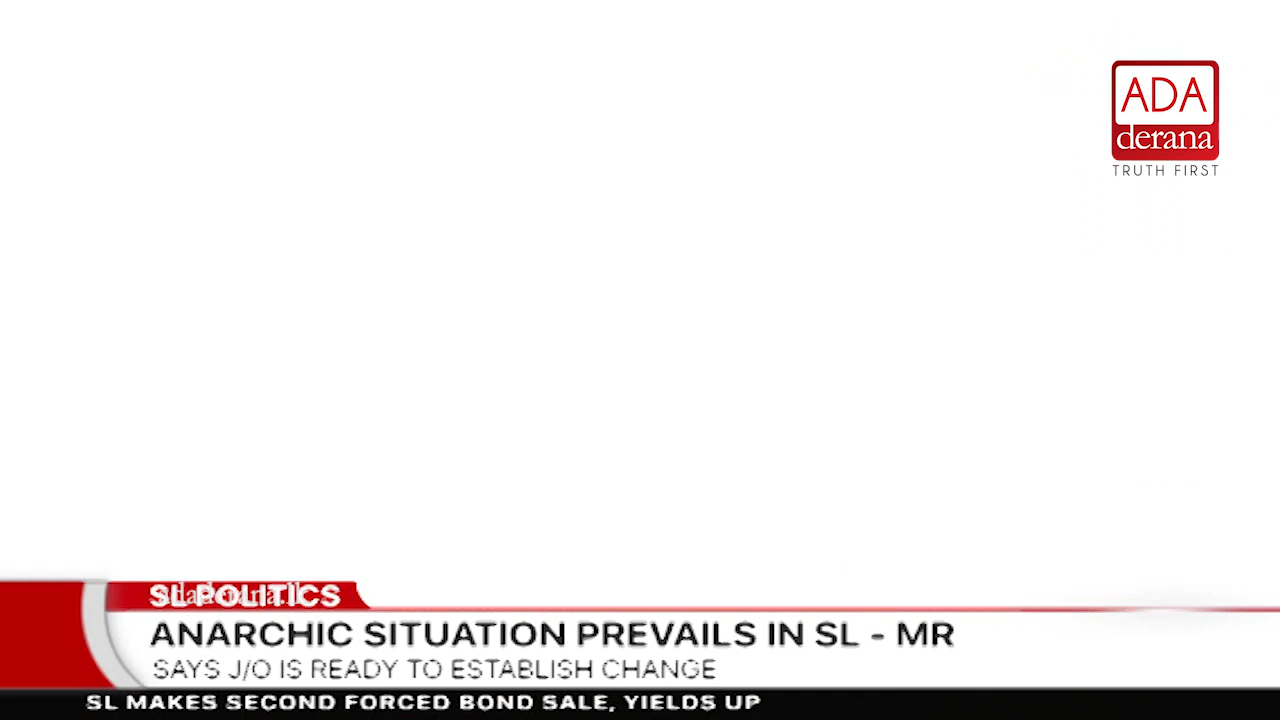 ADA
derana
TRUTH FIRST
SL POLITICS
ANARCHIC SITUATION PREVAILS IN SL - MR
SAYS J/O IS READY TO ESTABLISH CHANGE
SL MAKES SECOND FORCED BOND SALE, YIELDS UP